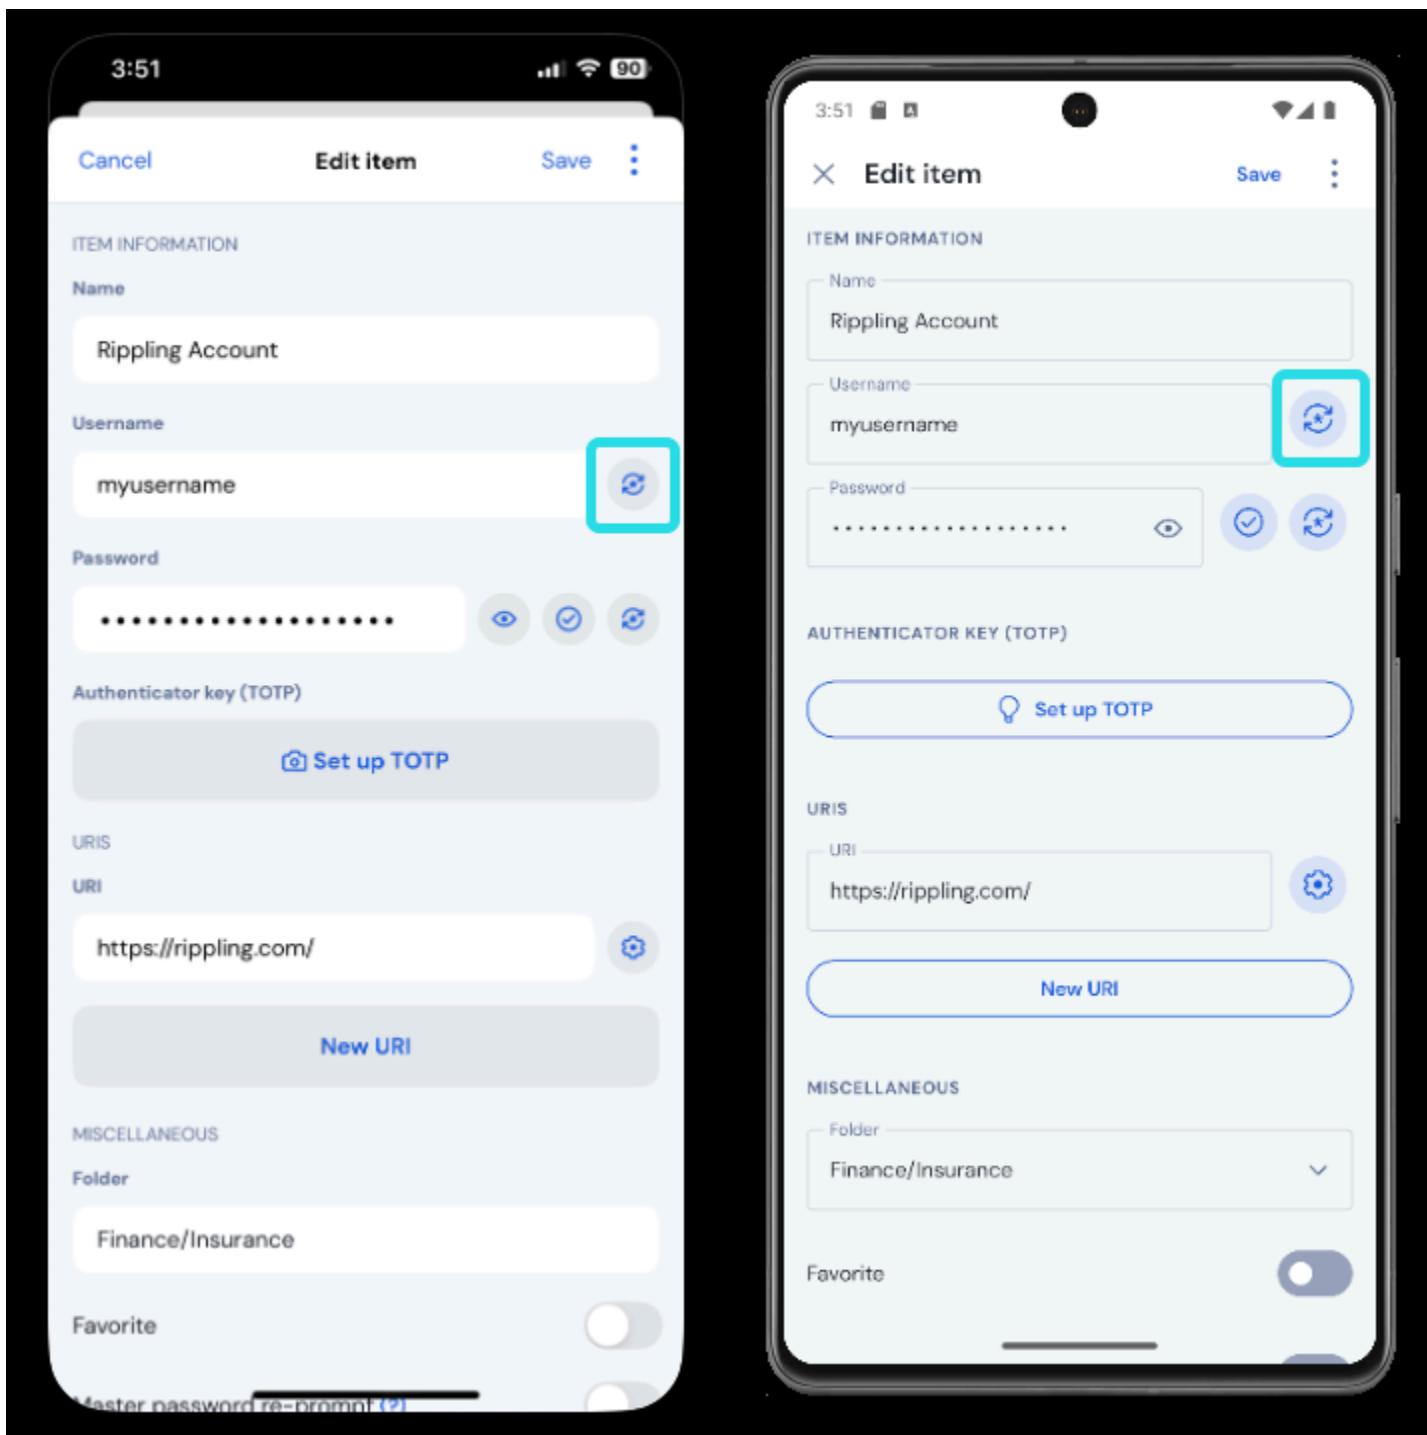 3:51
90
Cancel
Edit item
Save
ITEM INFORMATION
Name
Rippling Account
Username
myusername
Password
Authenticator key (TOTP)
Set up TOTP
URIS
URI
https://rippling.com/
New URI
MISCELLANEOUS
Folder
Finance/Insurance
Favorite
Master password re-prompt (?)
3:51
Edit item
Save
ITEM INFORMATION
Name
Rippling Account
Username
myusername
Password
AUTHENTICATOR KEY (TOTP)
Set up TOTP
URIS
URI
https://rippling.com/
New URI
MISCELLANEOUS
Folder
Finance/Insurance
Favorite